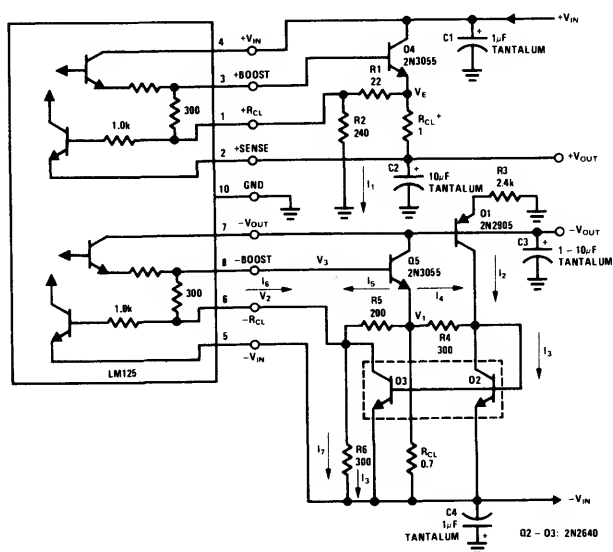 4 +VIN
+VIN
C1
+
1μF
TANTALUM
Q4
2N3055
3 +BOOST
R1
22
VE
300
1 +RCL
1.0k
R2
240
RCL+
1
2 +SENSE
+VOUT
C2
+
10μF
TANTALUM
I1
R3
2.4k
10 GND
Q1
2N2905
7 -VOUT
-VOUT
C3
+
1 - 10μF
TANTALUM
8 -BOOST
V3
Q5
2N3055
I2
I6
V2
I5
I4
300
1.0k
6
-RCL
R5
200
V1
R4
300
I3
5
-VIN
LM125
Q3
Q2
I7
R6
300
I3
RCL
0.7
-VIN
C4
1μF
TANTALUM
+
Q2 - Q3: 2N2640